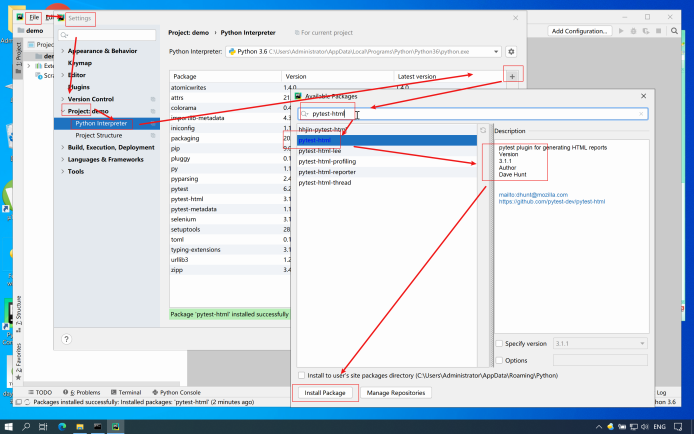 File
Settings
demo
Add Configuration...
Project
dem
Ext
Scr
1: Project
Appearance & Behavior
Keymap
Editor
Plugins
Version Control
Project: demo
Python Interpreter
Project Structure
Build, Execution, Deployment
Languages & Frameworks
Tools
Project: demo › Python Interpreter
For current project
Python Interpreter:
Python 3.6 C:\Users\Administrator\AppData\Local\Programs\Python\Python36\python.exe
Package
Version
Latest version
atomicwrites
1.4.0
1.4.0
attrs
21.
colorama
0.4
importlib-metadata
4.
iniconfig
1.1
packaging
20.
pip
9.0
pluggy
0.1
py
1.1
pyparsing
2.4
pytest
6.2
pytest-html
3.1
pytest-metadata
1.1
selenium
3.1
setuptools
28.
toml
0.1
typing-extensions
3.1
urllib3
1.2
zipp
3.4
Package 'pytest-html' installed successfully
Available Packages
pytest-html
hhjin-pytest-html
pytest-html
pytest-html-lee
pytest-html-profiling
pytest-html-reporter
pytest-html-thread
Description
pytest plugin for generating HTML reports
Version
3.1.1
Author
Dave Hunt
mailto:dhunt@mozilla.com
https://github.com/pytest-dev/pytest-html
Specify version
3.1.1
Options
Install to user's site packages directory (C:\Users\Administrator\AppData\Roaming\Python)
Install Package
Manage Repositories
7: Structure
2: Favorites
TODO
6: Problems
Terminal
Python Console
Log
Packages installed successfully: Installed packages: 'pytest-html' (2 minutes ago)
hon 3.6
ENG